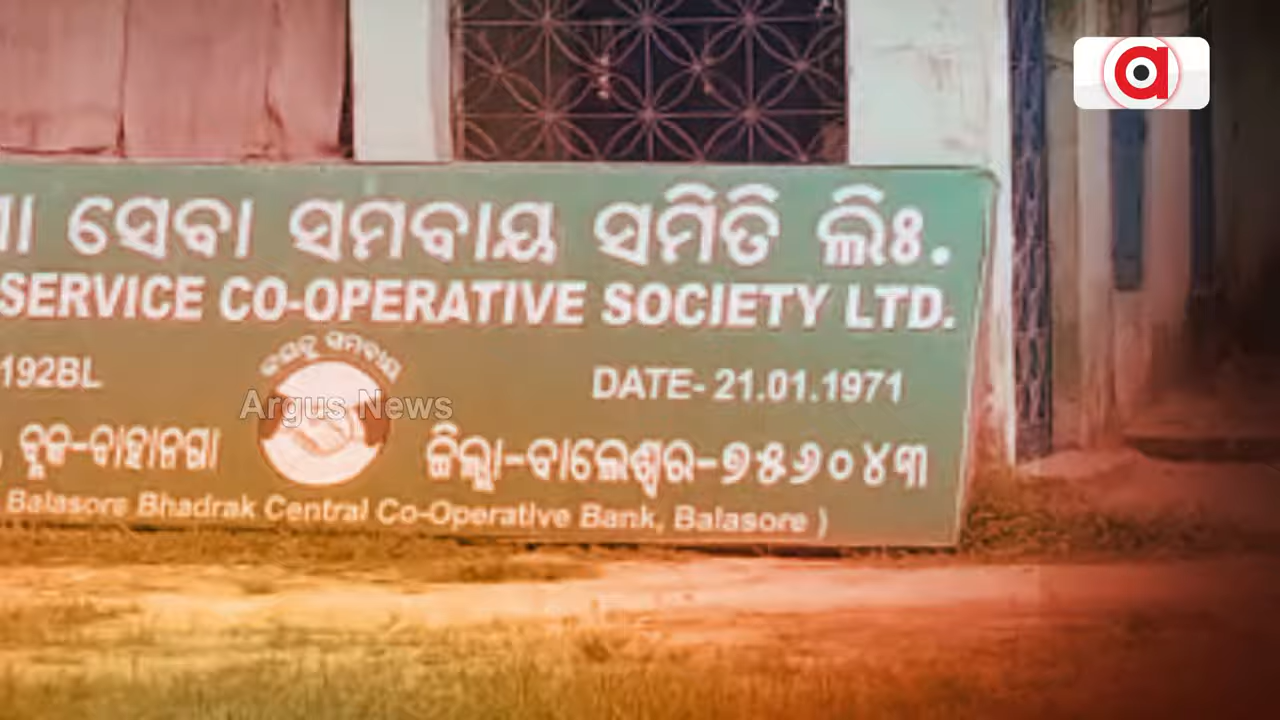 ସେବା ସମବାୟ ସମିତି ଲିଃ.
SERVICE CO-OPERATIVE SOCIETY LTD.
192BL
DATE- 21.01.1971
Argus News
ବ୍ଲକ-ବାହାନଗା
ଜିଲ୍ଲା-ବାଲେଶ୍ୱର-୭୫୬୦୪୩
Balasore Bhadrak Central Co-Operative Bank, Balasore )